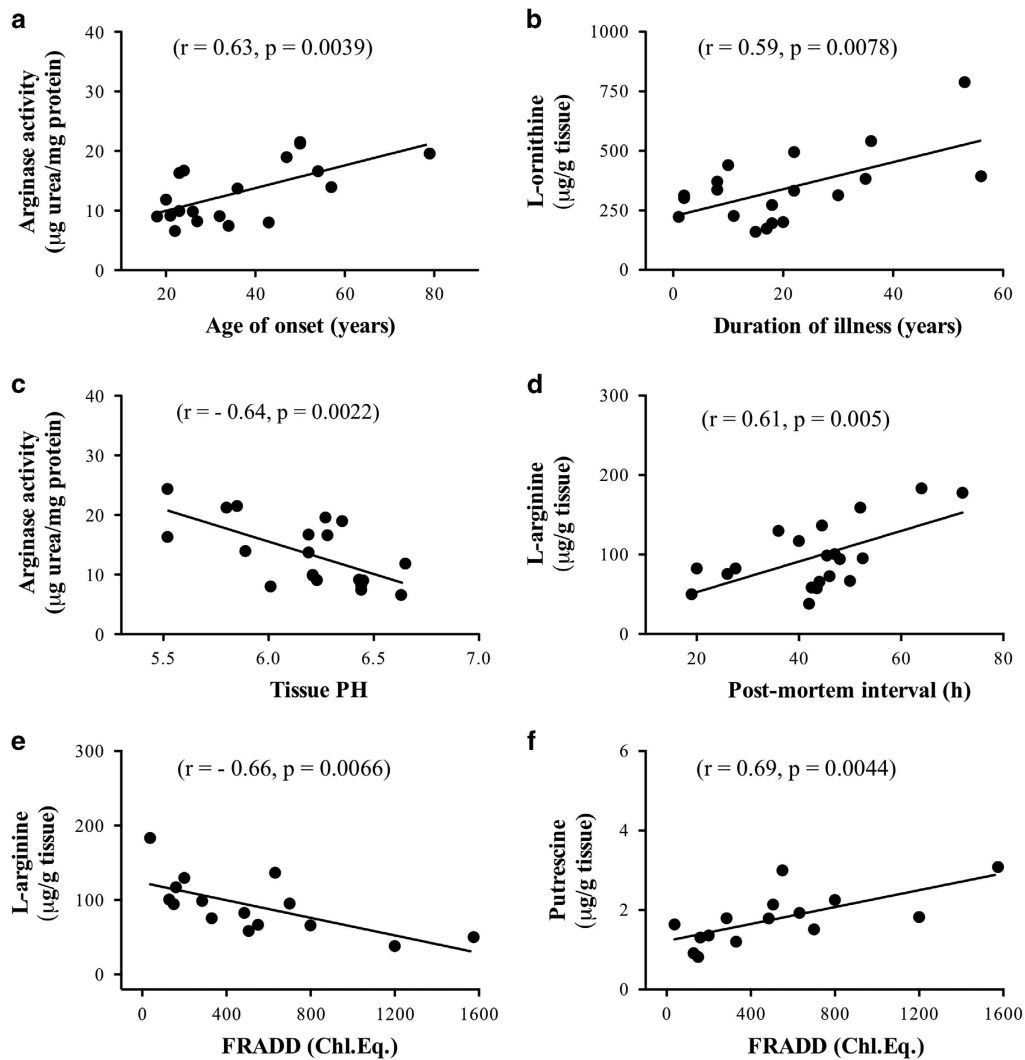 a
(r = 0.63, p = 0.0039)
Arginase activity
(µg urea/mg protein)
40
30
20
10
0
20 40 60 80
Age of onset (years)
b
(r = 0.59, p = 0.0078)
L-ornithine
(µg/g tissue)
1000
750
500
250
0
0 20 40 60
Duration of illness (years)
c
(r = - 0.64, p = 0.0022)
Arginase activity
(µg urea/mg protein)
40
30
20
10
0
5.5 6.0 6.5 7.0
Tissue PH
d
(r = 0.61, p = 0.005)
L-arginine
(µg/g tissue)
300
200
100
0
20 40 60 80
Post-mortem interval (h)
e
(r = - 0.66, p = 0.0066)
L-arginine
(µg/g tissue)
300
200
100
0
0 400 800 1200 1600
FRADD (Chl.Eq.)
f
(r = 0.69, p = 0.0044)
Putrescine
(µg/g tissue)
6
4
2
0
0 400 800 1200 1600
FRADD (Chl.Eq.)